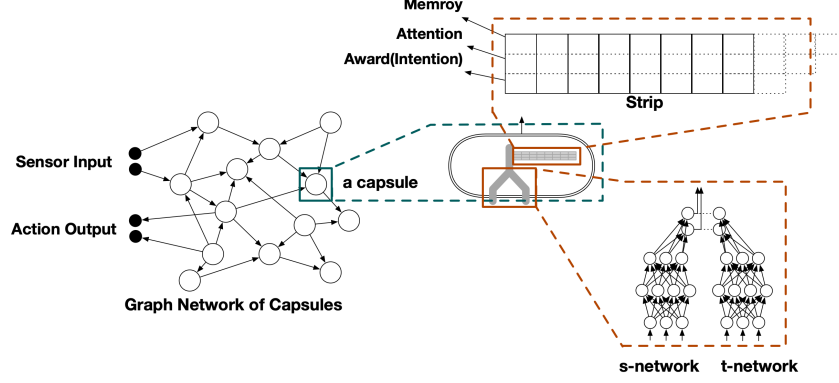 Memroy
Attention
Award(Intention)
Strip
Sensor Input
a capsule
Action Output
Graph Network of Capsules
s-network
t-network